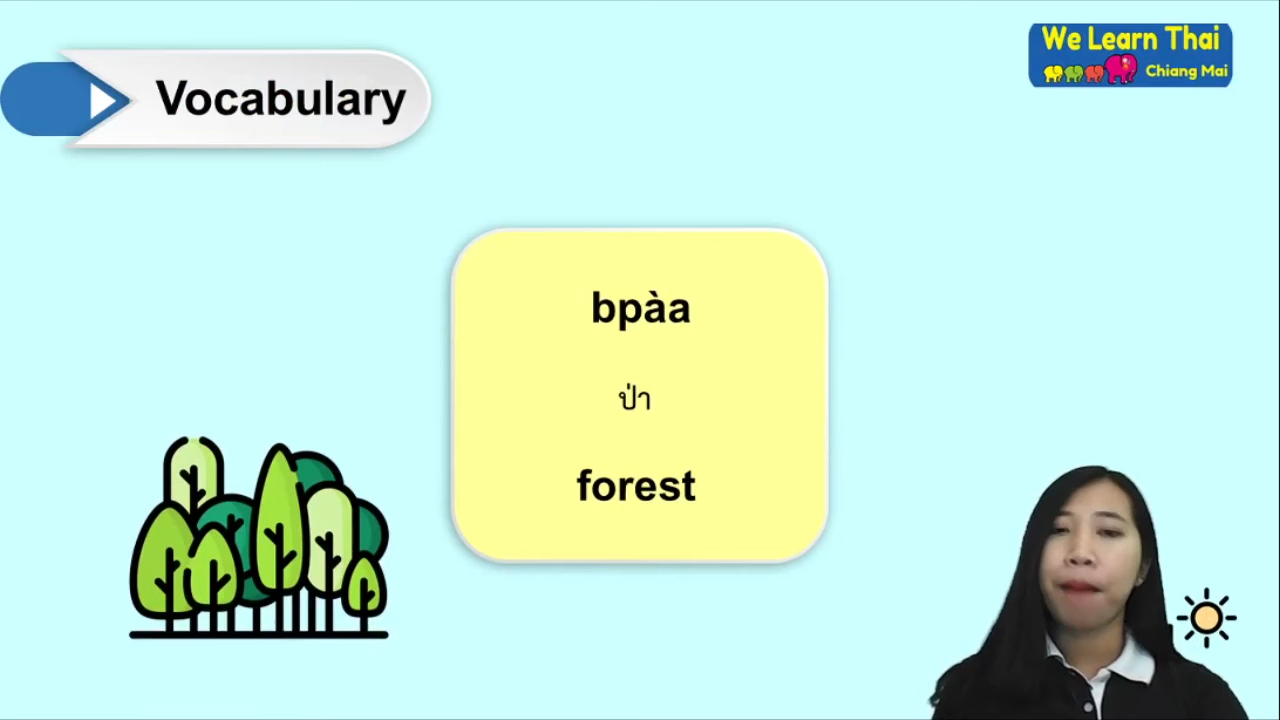 We Learn Thai
Chiang Mai
Vocabulary
bpàa
ป่า
forest